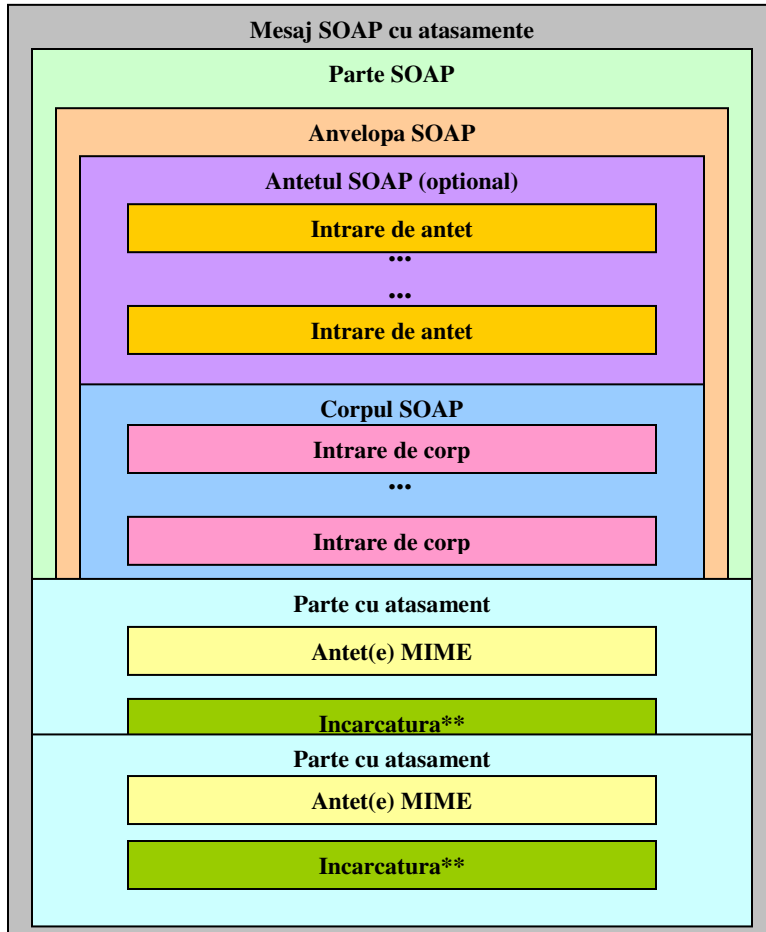 Mesaj SOAP cu atasamente
Parte SOAP
Anvelopa SOAP
Antetul SOAP (optional)
Intrare de antet
...
...
Intrare de antet
Corpul SOAP
Intrare de corp
...
Intrare de corp
Parte cu atasament
Antet(e) MIME
Incarcatura**
Parte cu atasament
Antet(e) MIME
Incarcatura**